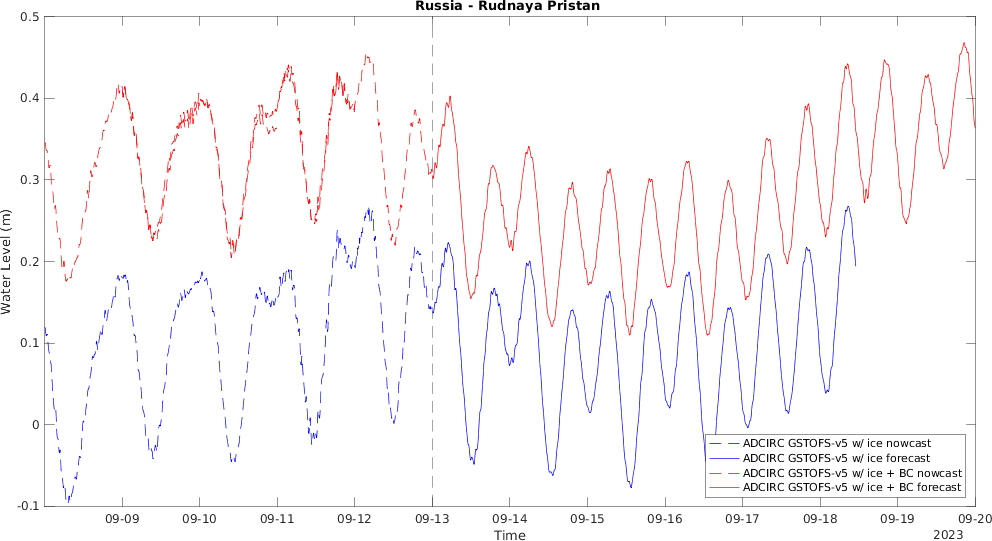 Russia - Rudnaya Pristan
Water Level (m)
0.5
0.4
0.3
0.2
0.1
0
-0.1
ADCIRC GSTOFS-v5 w/ ice nowcast
ADCIRC GSTOFS-v5 w/ ice forecast
ADCIRC GSTOFS-v5 w/ ice + BC nowcast
ADCIRC GSTOFS-v5 w/ ice + BC forecast
09-09 09-10 09-11 09-12 09-13 09-14 09-15 09-16 09-17 09-18 09-19 09-20
Time
2023